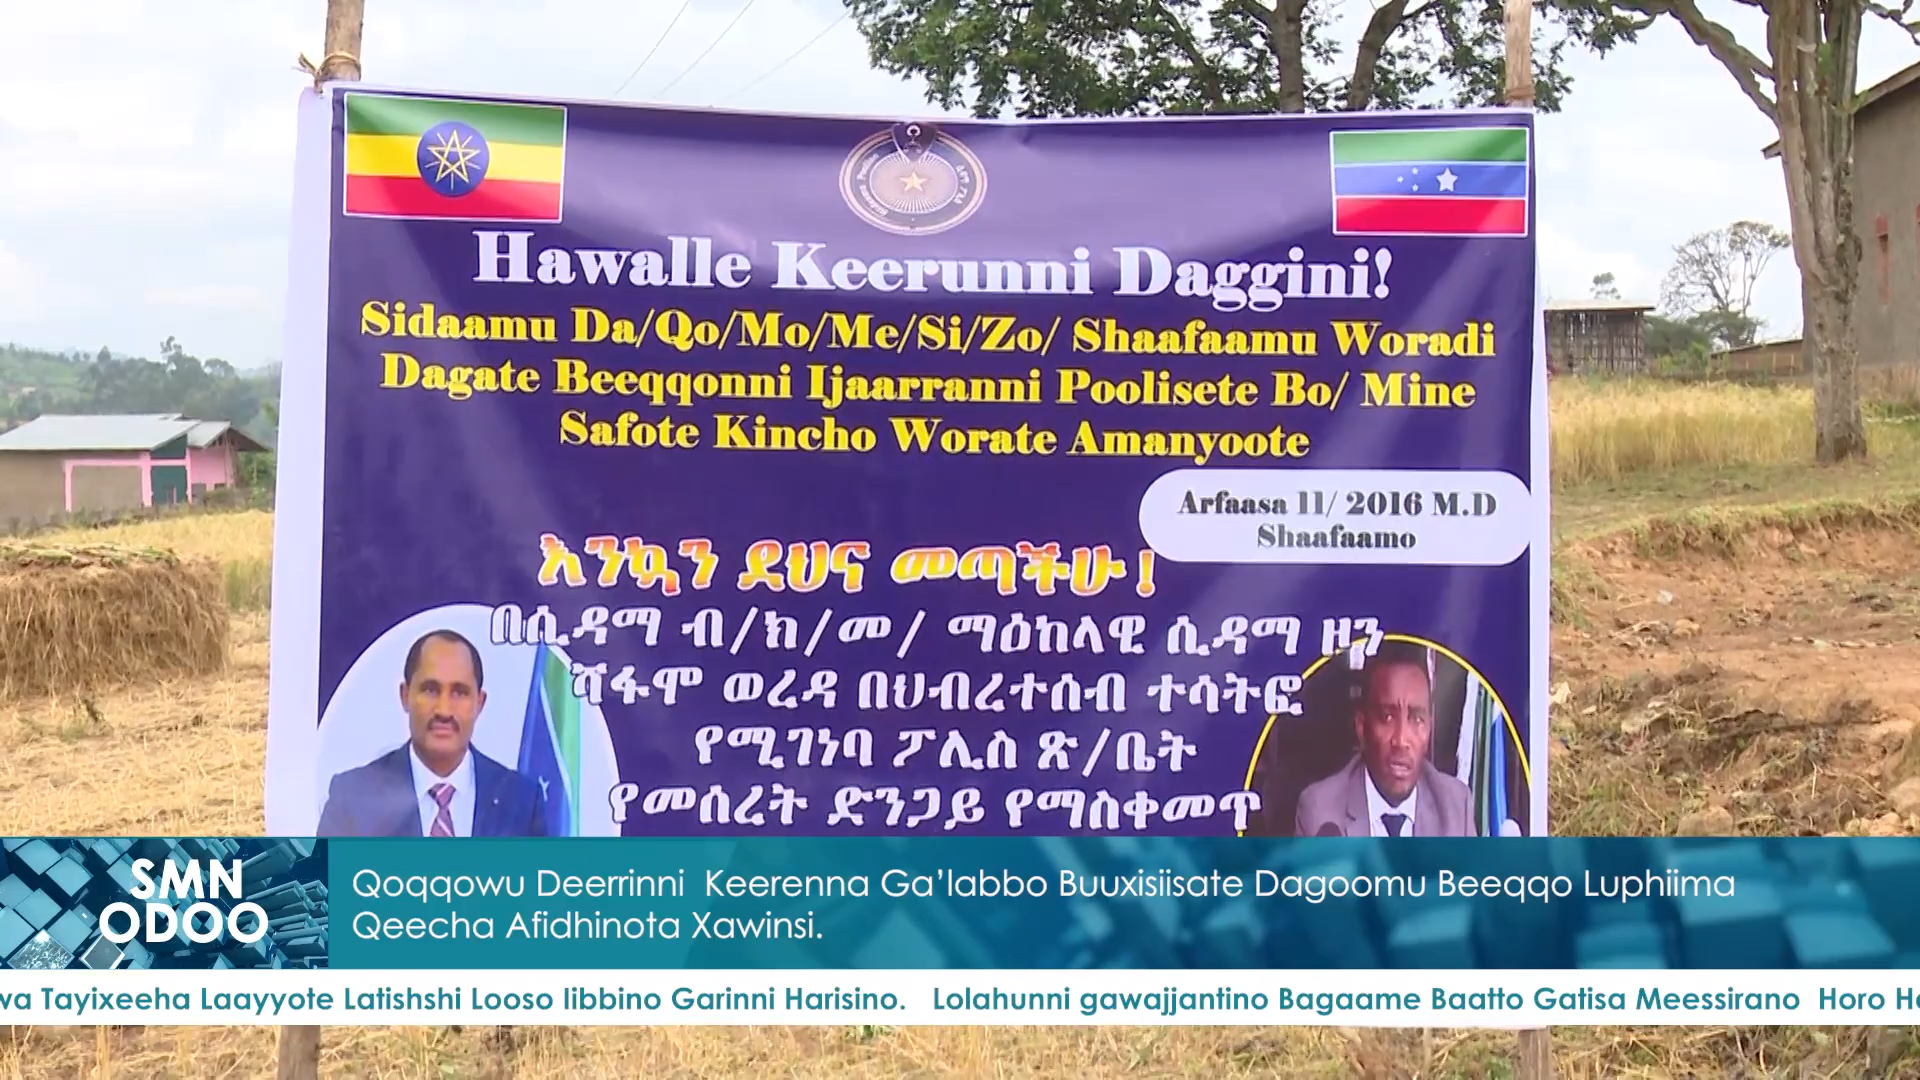 Hawalle Keerunni Daggini!
Sidaamu Da/Qo/Mo/Me/Si/Zo/ Shaafaamu Woradi
Dagate Beeqqonni Ijaarranni Poolisete Bo/ Mine
Safote Kincho Worate Amanyoote
Arfaasa 11/ 2016 M.D
Shaafaamo
እንኳን ደህና መጣችሁ!
በሲዳማ ብ/ክ/መ/ ማዕከላዊ ሲዳማ ዞን
ሻፋሞ ወረዳ በህብረተሰብ ተሳትፎ
የሚገነባ ፖሊስ ጽ/ቤት
የመሰረት ድንጋይ የማስቀመጥ
SMN
ODOO
Qoqqowu Deerrinni Keerenna Ga'labbo Buuxisiisate Dagoomu Beeqqo Luphiima
Qeecha Afidhinota Xawinsi.
wa Tayixeeha Laayyote Latishshi Looso Iibbino Garinni Harisino. Lolahunni gawajjantino Bagaame Baatto Gatisa Meessirano Horo